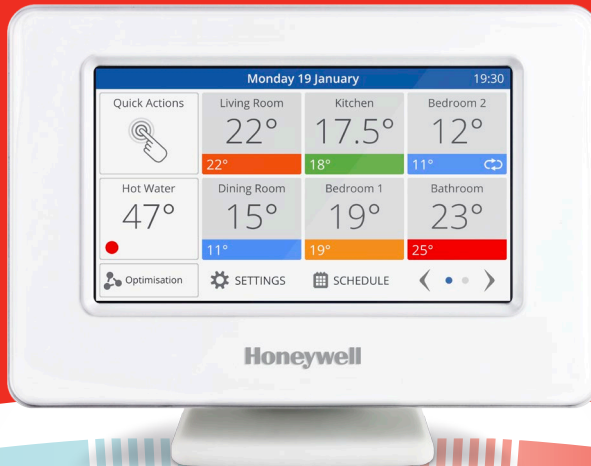 Monday 19 January 19:30
Quick Actions
Living Room
22°
22°
Kitchen
17.5°
18°
Bedroom 2
12°
11°
Hot Water
47°
Dining Room
15°
11°
Bedroom 1
19°
19°
Bathroom
23°
25°
Optimisation
SETTINGS
SCHEDULE
Honeywell